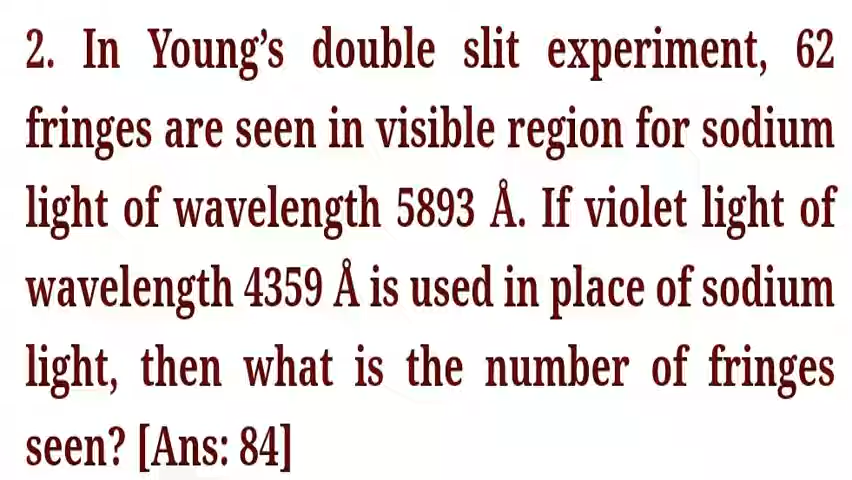 2. In Young’s double slit experiment, 62
fringes are seen in visible region for sodium
light of wavelength 5893 Å. If violet light of
wavelength 4359 Å is used in place of sodium
light, then what is the number of fringes
seen? [Ans: 84]